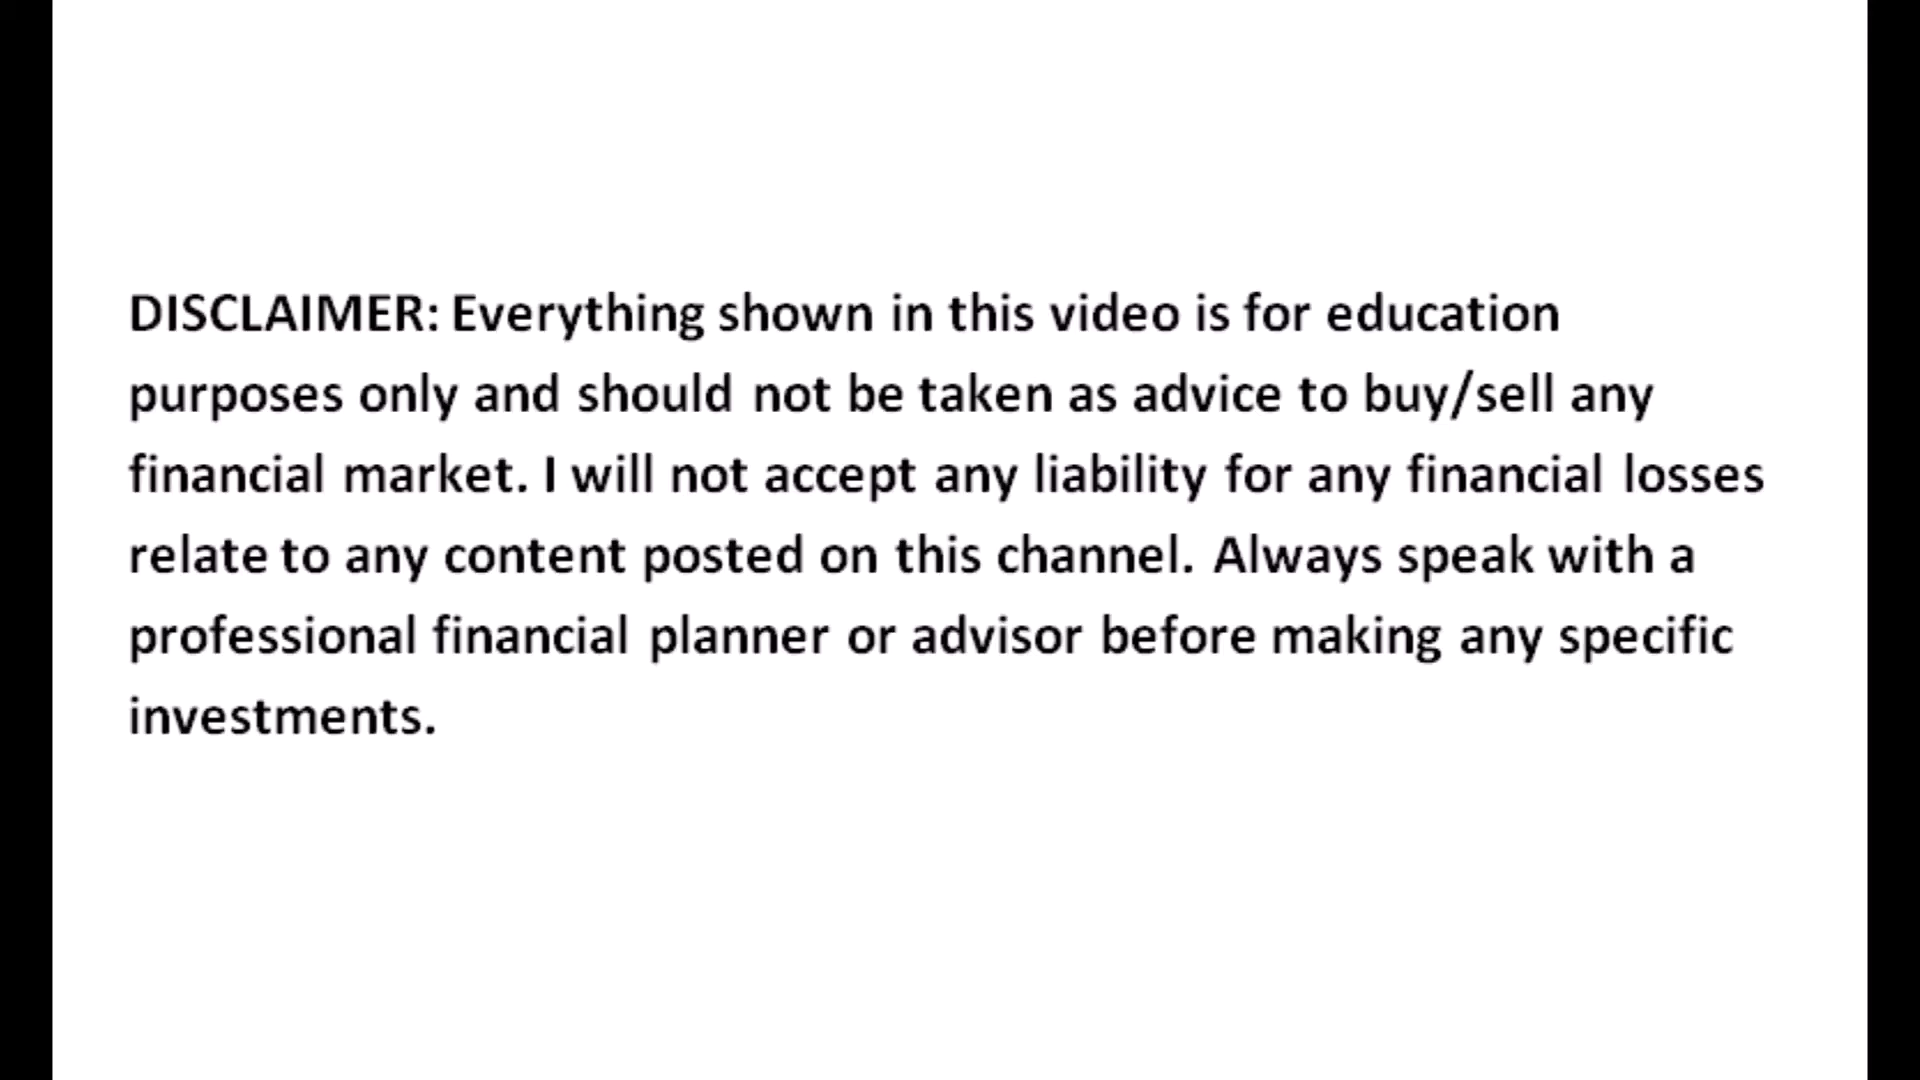 DISCLAIMER: Everything shown in this video is for education
purposes only and should not be taken as advice to buy/sell any
financial market. I will not accept any liability for any financial losses
relate to any content posted on this channel. Always speak with a
professional financial planner or advisor before making any specific
investments.